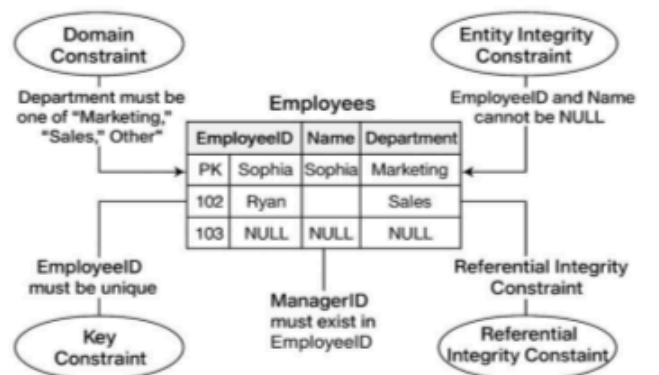 Domain
Constraint
Entity Integrity
Constraint
Department must be
one of “Marketing,”
“Sales,” Other“
EmployeeID and Name
cannot be NULL
Employees
EmployeeID Name Department
PK Sophia Sophia Marketing
102 Ryan Sales
103 NULL NULL NULL
EmployeeID
must be unique
Referential Integrity
Constraint
ManagerID
must exist in
EmployeeID
Key
Constraint
Referential
Integrity Constaint